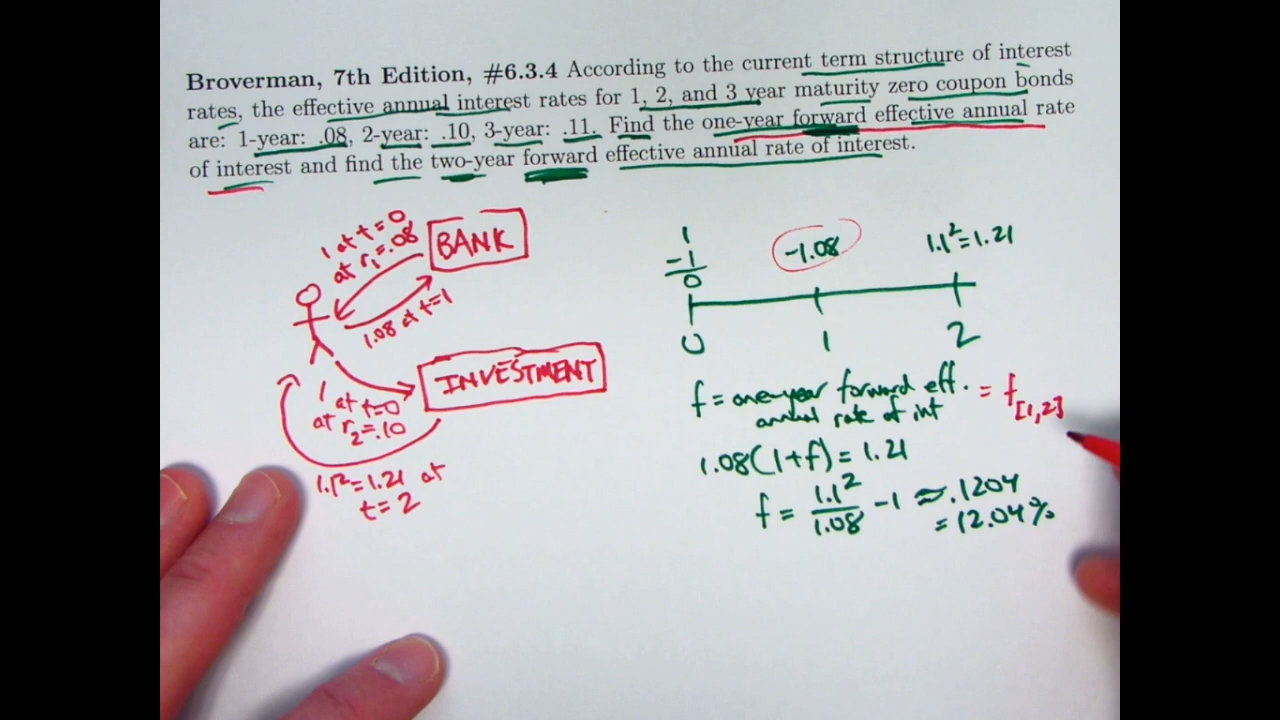 Broverman, 7th Edition, #6.3.4 According to the current term structure of interest
rates, the effective annual interest rates for 1, 2, and 3 year maturity zero coupon bonds
are: 1-year: .08, 2-year: .10, 3-year: .11. Find the one-year forward effective annual rate
of interest and find the two-year forward effective annual rate of interest.
1 at t=0
at r₁=.08
BANK
1.08 at t=1
INVESTMENT
1 at t=0
at r₂=.10
1.1²=1.21 at
t=2
1
-1
0
-1.08
1.1²=1.21
0
1
2
f = one-year forward eff.
annual rate of int
= f[1,2]
1.08(1+f) = 1.21
f = 1.1²/1.08 -1 ≈ .1204
= 12.04%